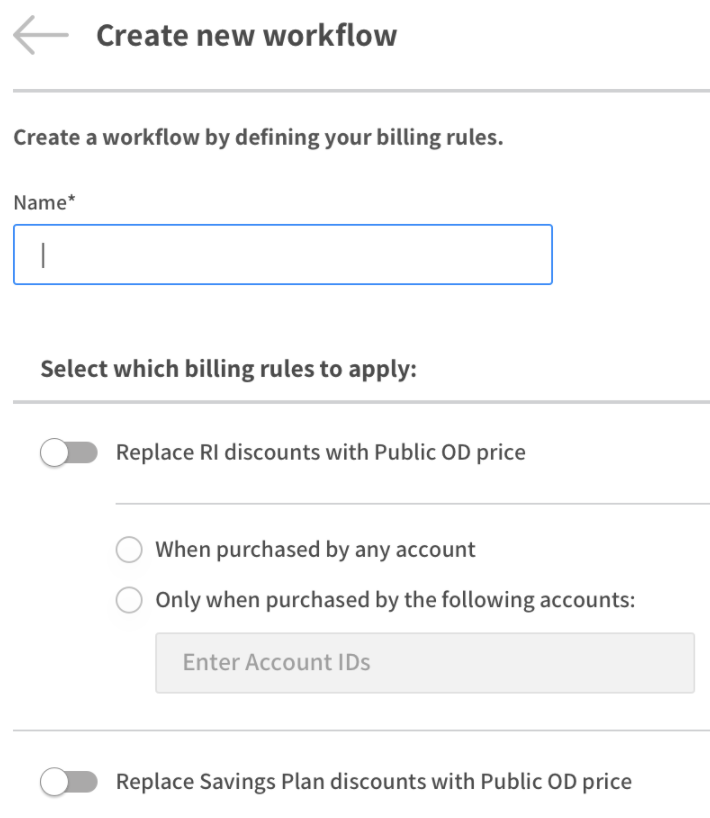 Create new workflow
Create a workflow by defining your billing rules.
Name*
Select which billing rules to apply:
Replace RI discounts with Public OD price
When purchased by any account
Only when purchased by the following accounts:
Enter Account IDs
Replace Savings Plan discounts with Public OD price